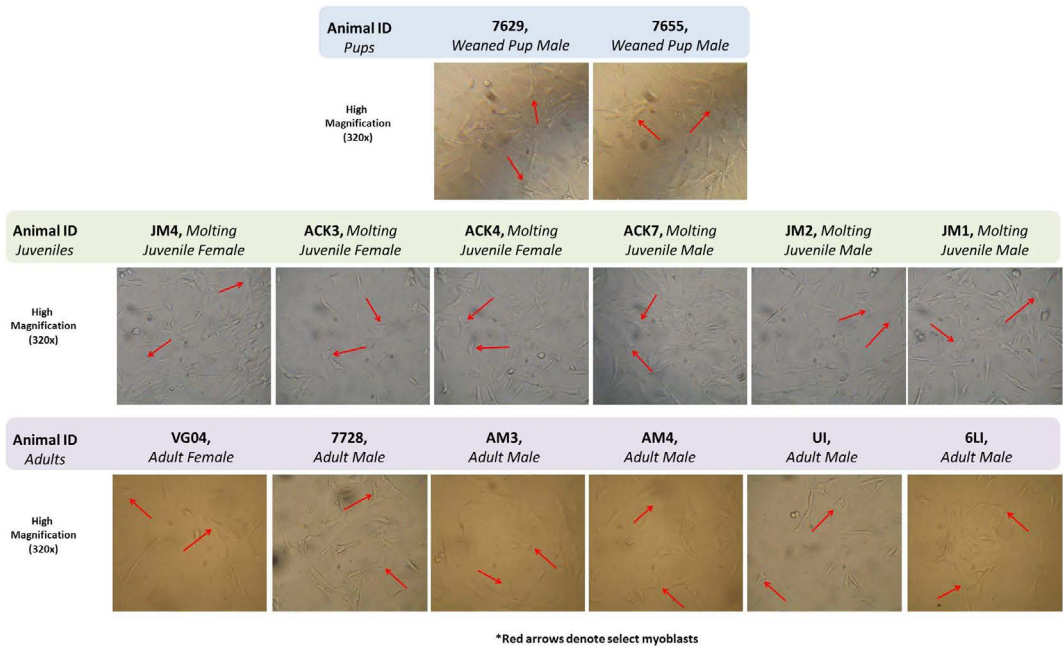 Animal ID
Pups
7629,
Weaned Pup Male
7655,
Weaned Pup Male
High
Magnification
(320x)
Animal ID
Juveniles
JM4, Molting
Juvenile Female
ACK3, Molting
Juvenile Female
ACK4, Molting
Juvenile Female
ACK7, Molting
Juvenile Male
JM2, Molting
Juvenile Male
JM1, Molting
Juvenile Male
High
Magnification
(320x)
Animal ID
Adults
VG04,
Adult Female
7728,
Adult Male
AM3,
Adult Male
AM4,
Adult Male
UI,
Adult Male
6LI,
Adult Male
High
Magnification
(320x)
*Red arrows denote select myoblasts